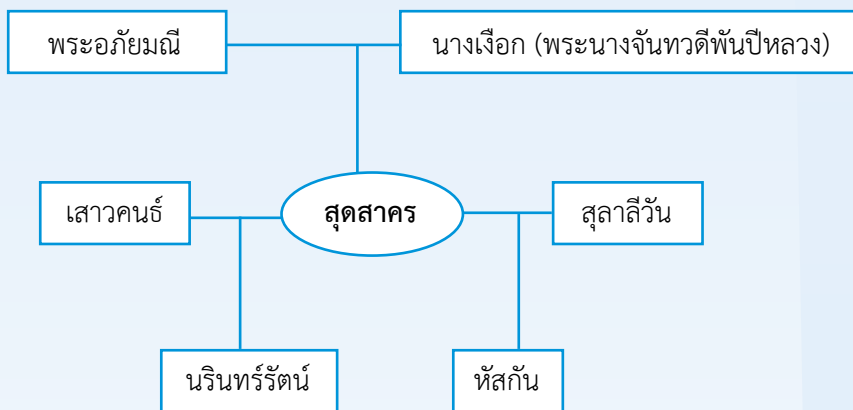 พระอภัยมณี
นางเงือก (พระนางจันทวดีพันปีหลวง)
เสาวคนธ์
สุดสาคร
สุลาลีวัน
นรินทร์รัตน์
หัสกัน